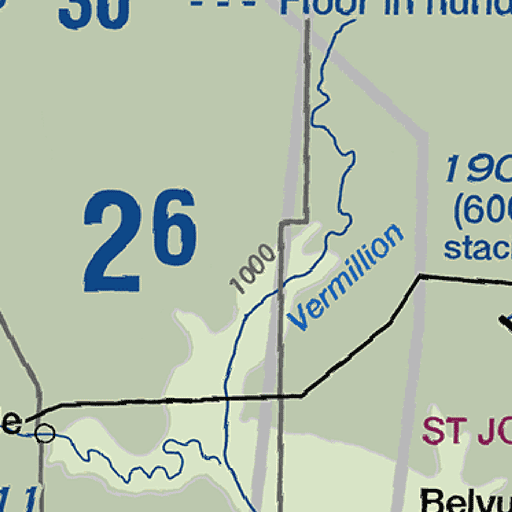 30
--- Floor in hund
190
26
(600
stac
1000
Vermillion
e
ST JO
11
Belvu